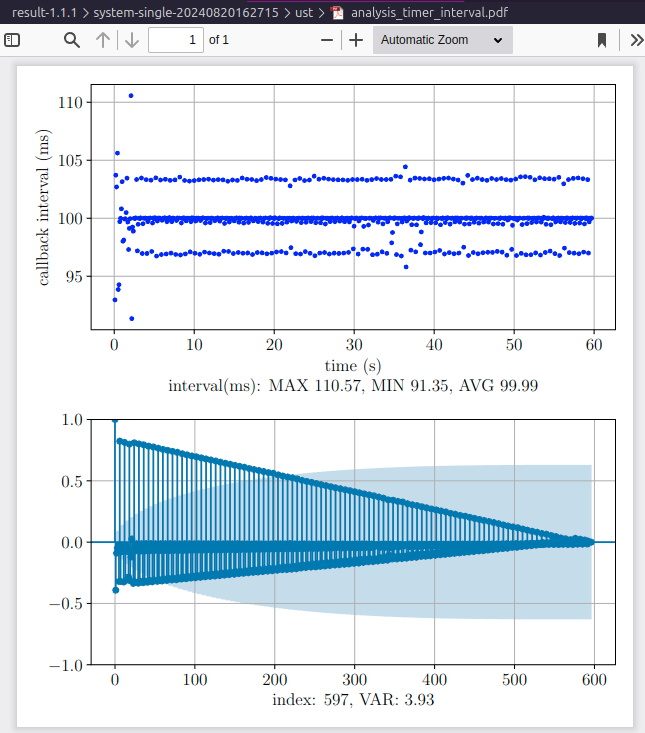 result-1.1.1 > system-single-20240820162715 > ust > analysis_timer_interval.pdf
1 of 1 Automatic Zoom
110
105
100
95
callback interval (ms)
0 10 20 30 40 50 60
time (s)
interval(ms): MAX 110.57, MIN 91.35, AVG 99.99
1.0
0.5
0.0
−0.5
−1.0
0 100 200 300 400 500 600
index: 597, VAR: 3.93